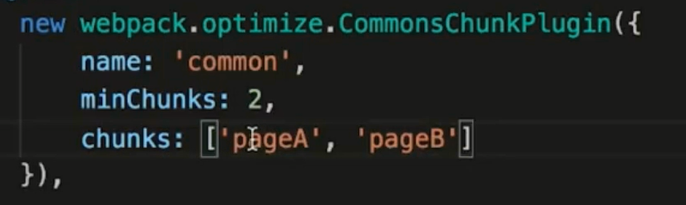 new webpack.optimize.CommonsChunkPlugin({
name: 'common',
minChunks: 2,
chunks: ['pageA', 'pageB']
}),